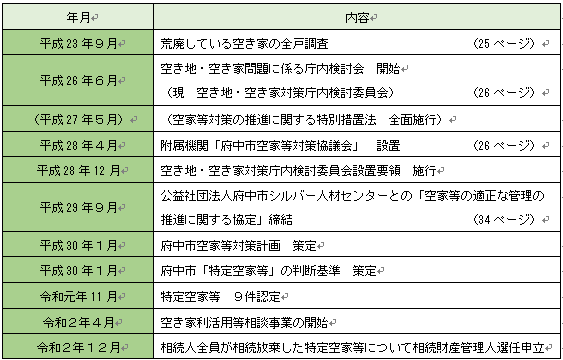 年月 内容
平成23年9月 荒廃している空き家の全戸調査 (25ページ)
平成26年6月 空き地・空き家問題に係る庁内検討会 開始
(現 空き地・空き家対策庁内検討委員会) (26ページ)
(平成27年5月) (空家等対策の推進に関する特別措置法 全面施行)
平成28年4月 附属機関「府中市空家等対策協議会」 設置 (26ページ)
平成28年12月 空き地・空き家対策庁内検討委員会設置要領 施行
平成29年9月 公益社団法人府中市シルバー人材センターとの「空家等の適正な管理の
推進に関する協定」締結 (34ページ)
平成30年1月 府中市空家等対策計画 策定
平成30年1月 府中市「特定空家等」の判断基準 策定
令和元年11月 特定空家等 9件認定
令和2年4月 空き家利活用等相談事業の開始
令和2年12月 相続人全員が相続放棄した特定空家等について相続財産管理人選任申立